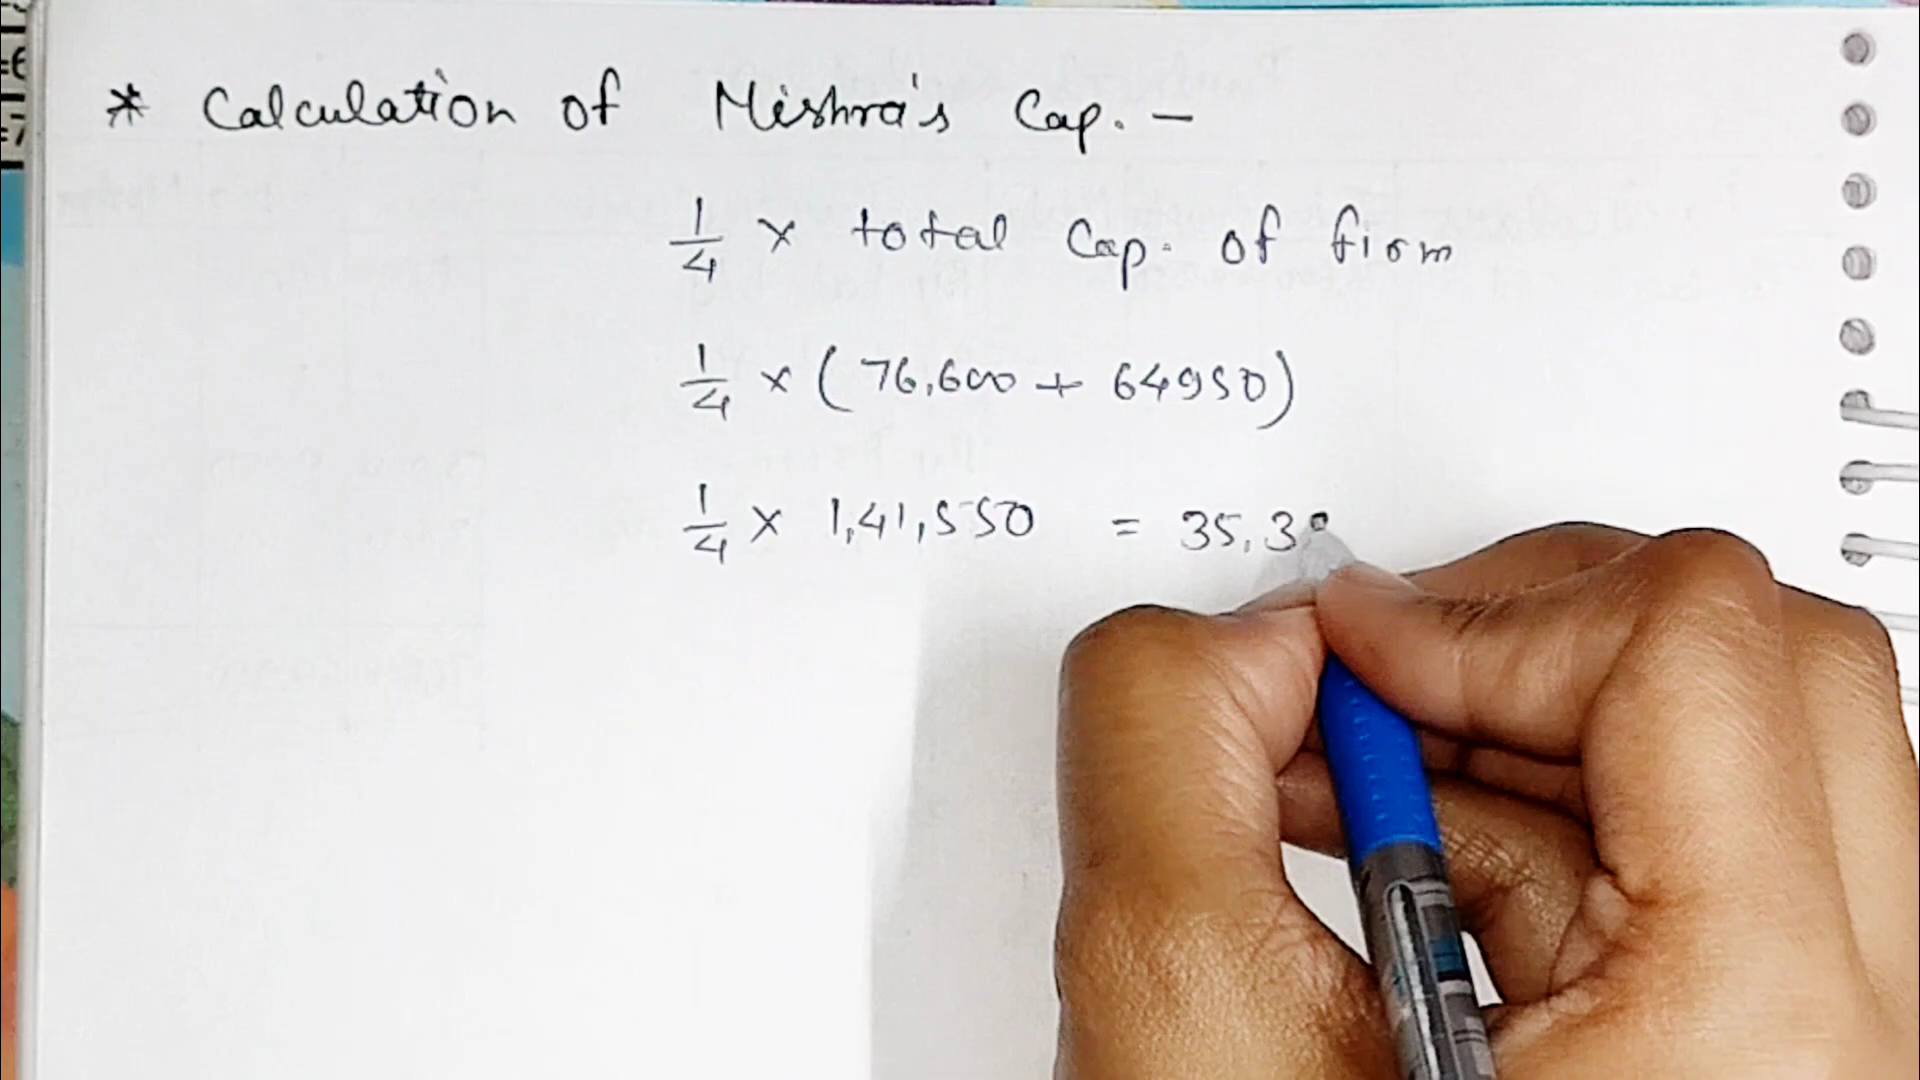 * Calculation of Mishra's Cap. -
1/4 × total Cap. of firm
1/4 × (76,600 + 64950)
1/4 × 1,41,550 = 35,38